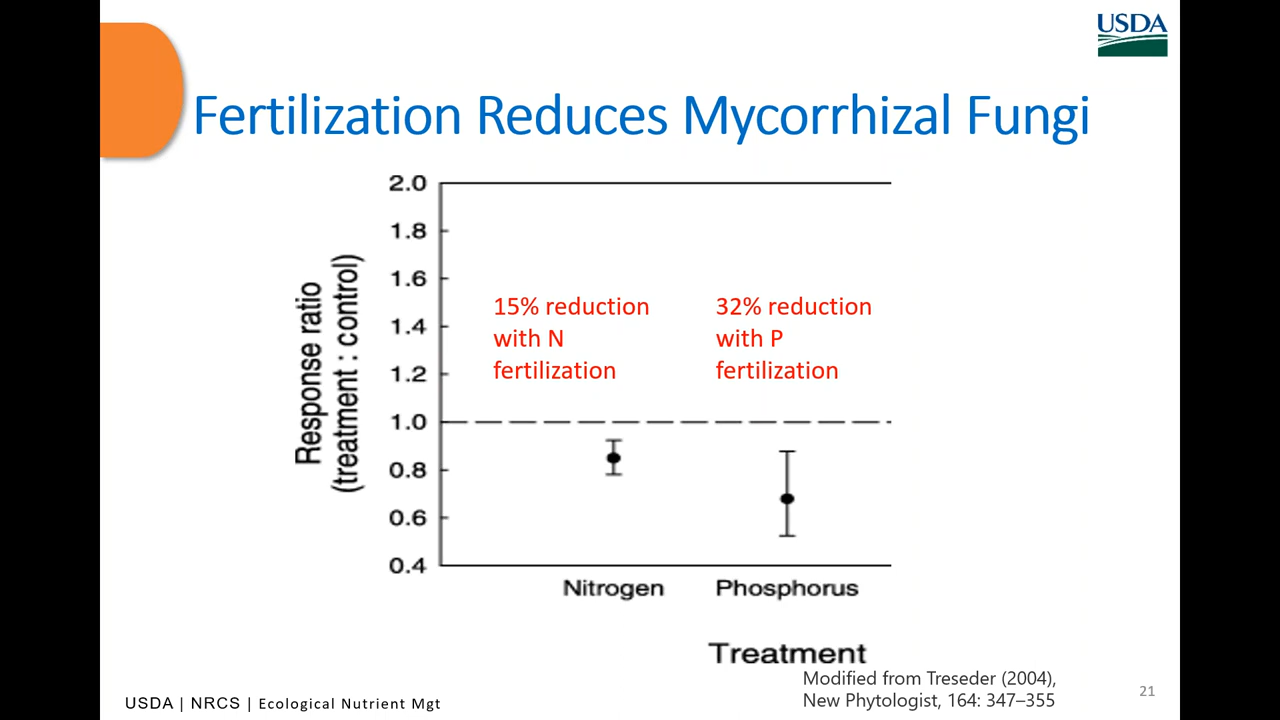 USDA
Fertilization Reduces Mycorrhizal Fungi
2.0
1.8
1.6
1.4
1.2
1.0
0.8
0.6
0.4
Response ratio
(treatment : control)
15% reduction
with N
fertilization
32% reduction
with P
fertilization
Nitrogen
Phosphorus
Treatment
Modified from Treseder (2004),
New Phytologist, 164: 347–355
USDA | NRCS | Ecological Nutrient Mgt
21